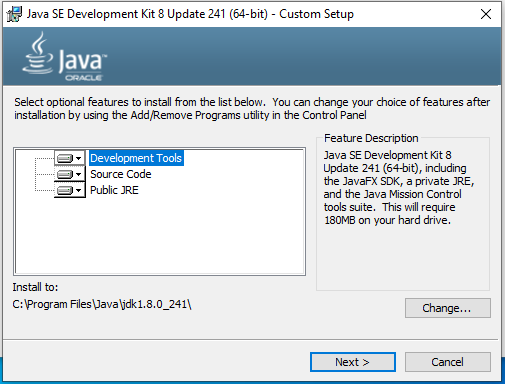 Java SE Development Kit 8 Update 241 (64-bit) - Custom Setup
Java
ORACLE
Select optional features to install from the list below. You can change your choice of features after
installation by using the Add/Remove Programs utility in the Control Panel
Development Tools
Source Code
Public JRE
Feature Description
Java SE Development Kit 8
Update 241 (64-bit), including
the JavaFX SDK, a private JRE,
and the Java Mission Control
tools suite. This will require
180MB on your hard drive.
Install to:
C:\Program Files\Java\jdk1.8.0_241\
Change...
Next >
Cancel